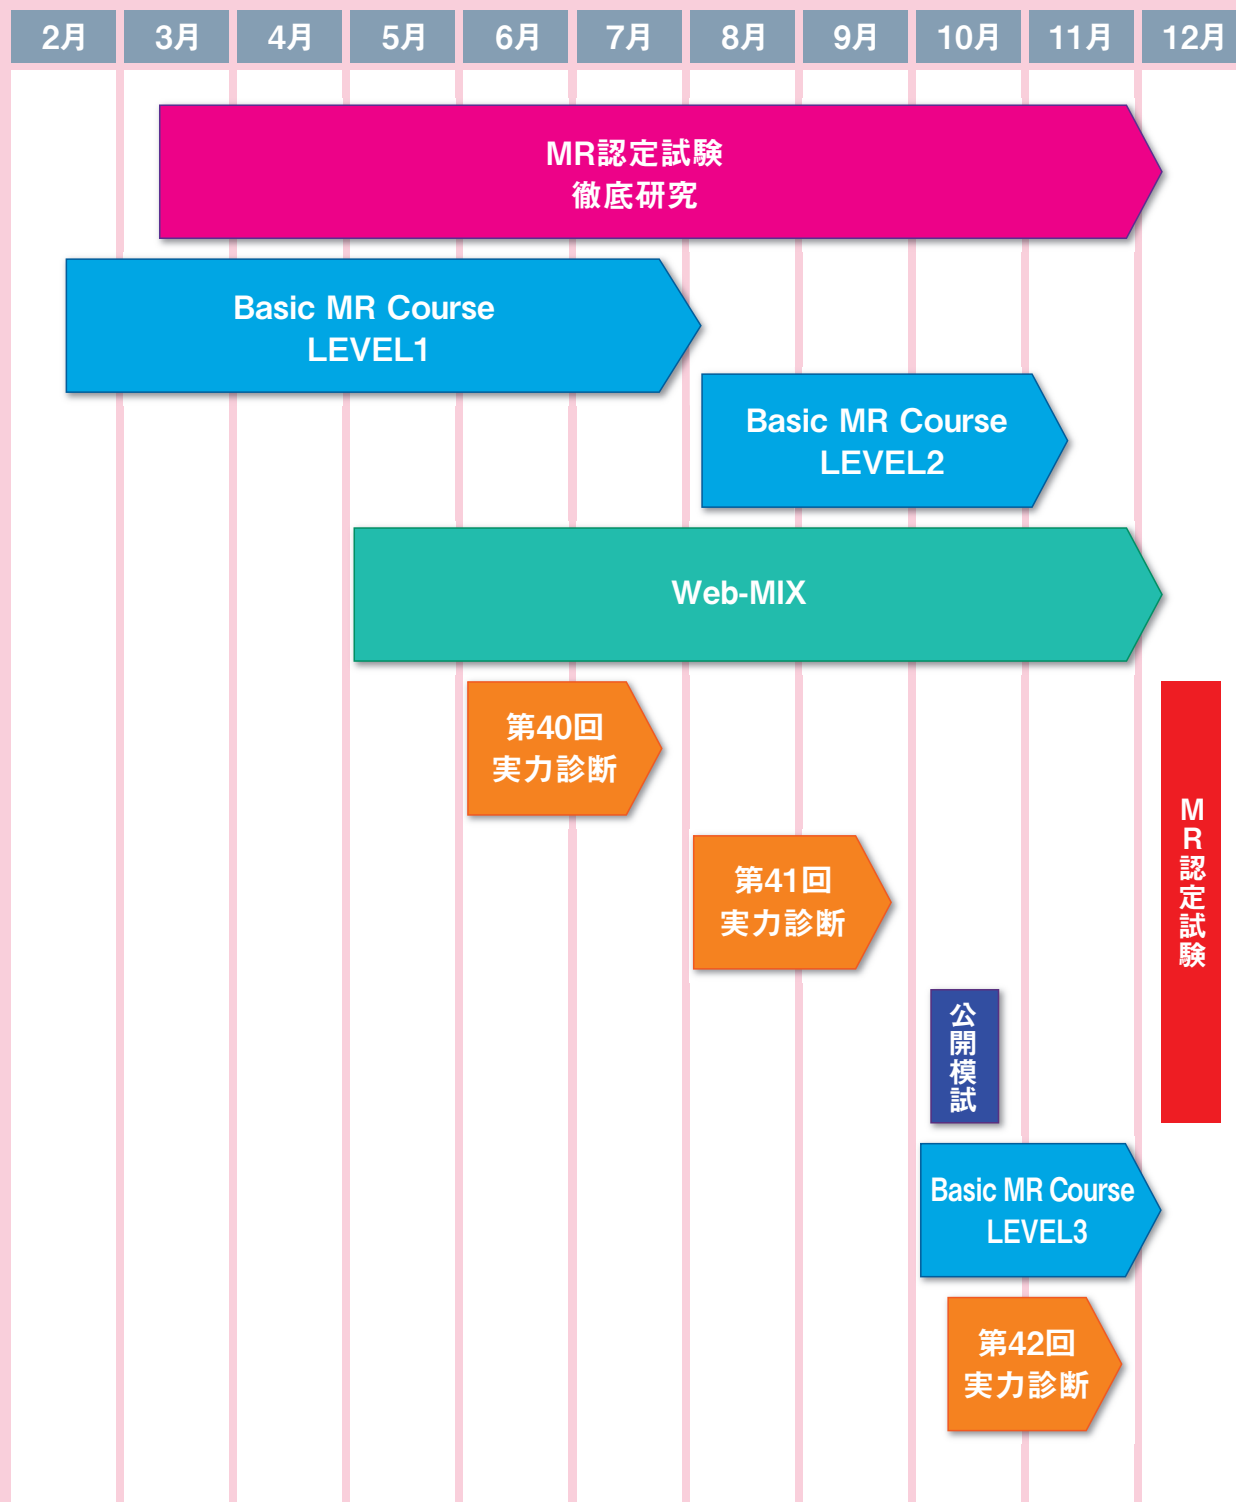 2月 3月 4月 5月 6月 7月 8月 9月 10月 11月 12月
MR認定試験
徹底研究
Basic MR Course
LEVEL1
Basic MR Course
LEVEL2
Web-MIX
第40回
実力診断
第41回
実力診断
MR認定試験
公開模試
Basic MR Course
LEVEL3
第42回
実力診断